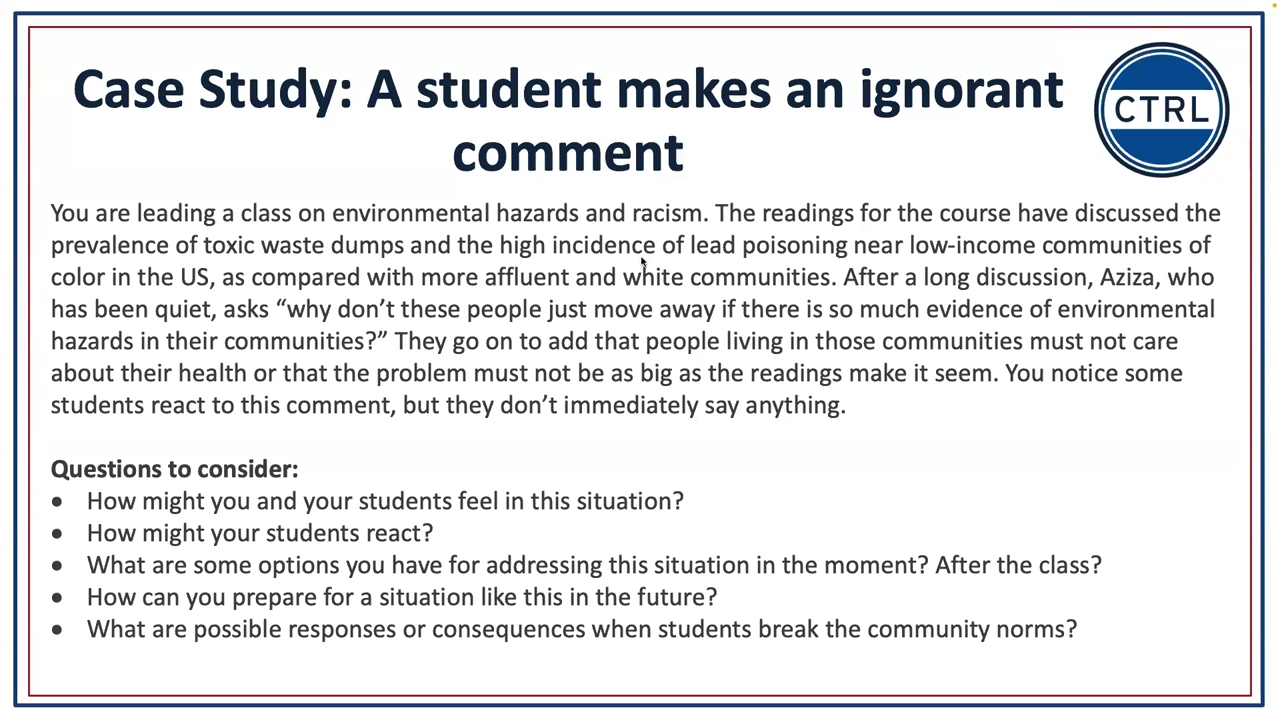 Case Study: A student makes an ignorant
comment
CTRL
You are leading a class on environmental hazards and racism. The readings for the course have discussed the
prevalence of toxic waste dumps and the high incidence of lead poisoning near low-income communities of
color in the US, as compared with more affluent and white communities. After a long discussion, Aziza, who
has been quiet, asks “why don’t these people just move away if there is so much evidence of environmental
hazards in their communities?” They go on to add that people living in those communities must not care
about their health or that the problem must not be as big as the readings make it seem. You notice some
students react to this comment, but they don’t immediately say anything.
Questions to consider:
• How might you and your students feel in this situation?
• How might your students react?
• What are some options you have for addressing this situation in the moment? After the class?
• How can you prepare for a situation like this in the future?
• What are possible responses or consequences when students break the community norms?